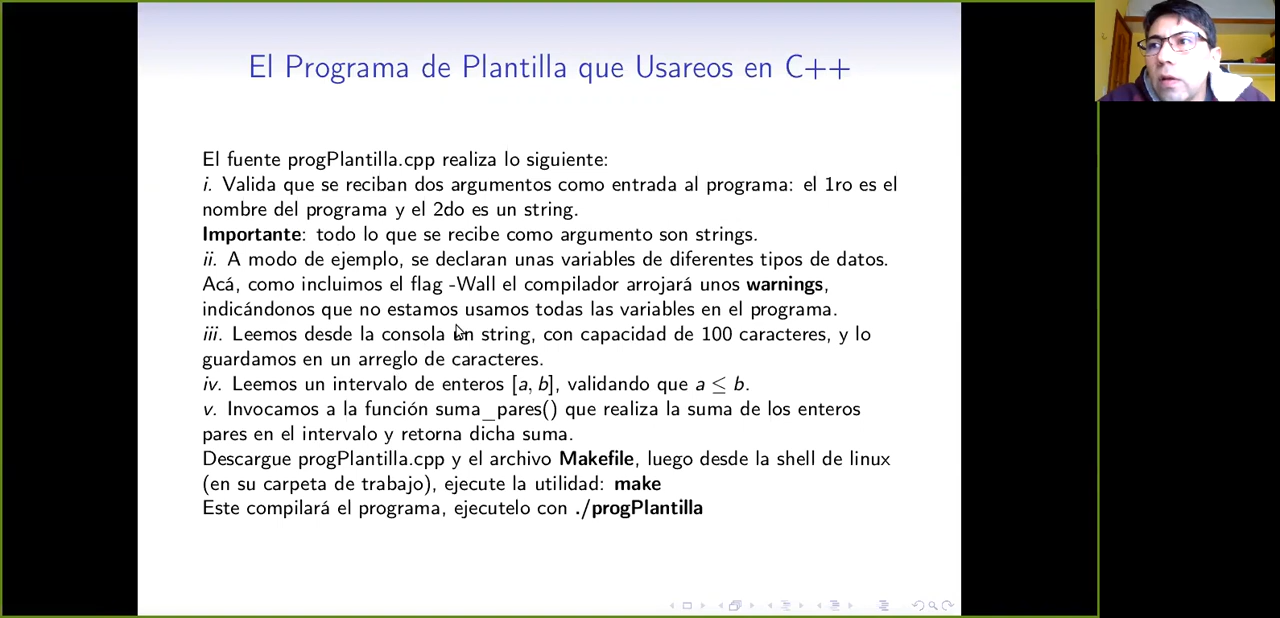 El Programa de Plantilla que Usareos en C++
El fuente progPlantilla.cpp realiza lo siguiente:
i. Valida que se reciban dos argumentos como entrada al programa: el 1ro es el
nombre del programa y el 2do es un string.
Importante: todo lo que se recibe como argumento son strings.
ii. A modo de ejemplo, se declaran unas variables de diferentes tipos de datos.
Acá, como incluimos el flag -Wall el compilador arrojará unos warnings,
indicándonos que no estamos usamos todas las variables en el programa.
iii. Leemos desde la consola un string, con capacidad de 100 caracteres, y lo
guardamos en un arreglo de caracteres.
iv. Leemos un intervalo de enteros [a, b], validando que a ≤ b.
v. Invocamos a la función suma_pares() que realiza la suma de los enteros
pares en el intervalo y retorna dicha suma.
Descargue progPlantilla.cpp y el archivo Makefile, luego desde la shell de linux
(en su carpeta de trabajo), ejecute la utilidad: make
Este compilará el programa, ejecutelo con ./progPlantilla